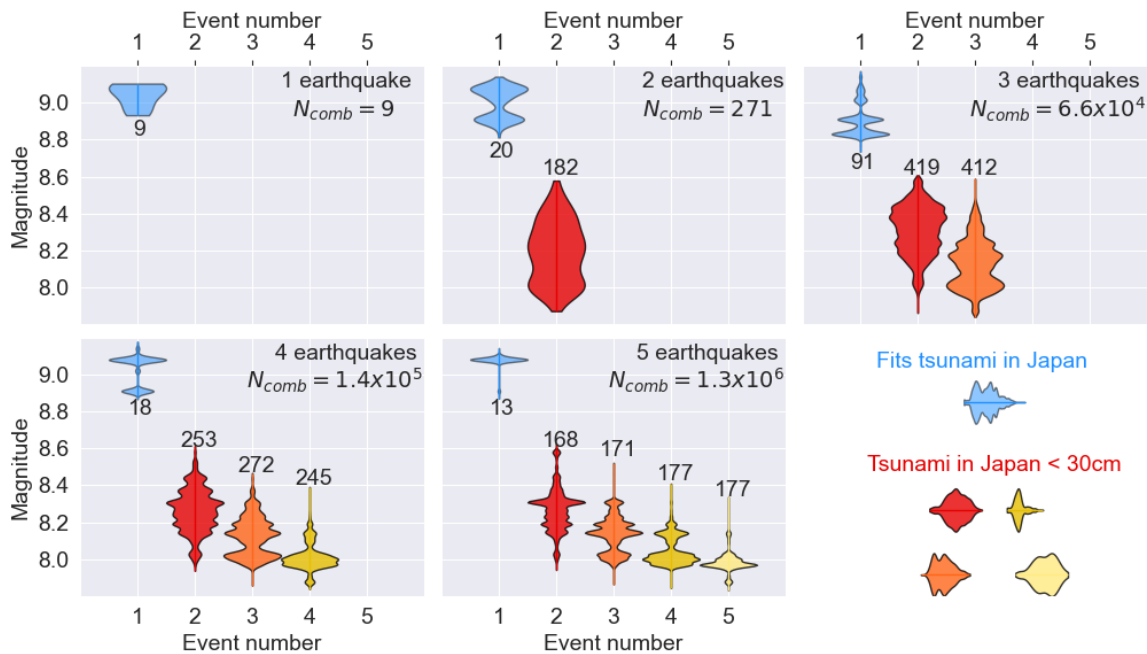 Event number
Event number
1 2 3 4 5
1 2 3 4 5
1 2 3 4 5
Magnitude
9.0
8.8
8.6
8.4
8.2
8.0
1 earthquake
N_comb = 9
9
2 earthquakes
N_comb = 271
20
182
3 earthquakes
N_comb = 6.6x10^4
91
419
412
Magnitude
9.0
8.8
8.6
8.4
8.2
8.0
4 earthquakes
N_comb = 1.4x10^5
18
253
272
245
5 earthquakes
N_comb = 1.3x10^6
13
168
171
177
177
1 2 3 4 5
1 2 3 4 5
Event number
Event number
Event number
Fits tsunami in Japan
Tsunami in Japan < 30cm